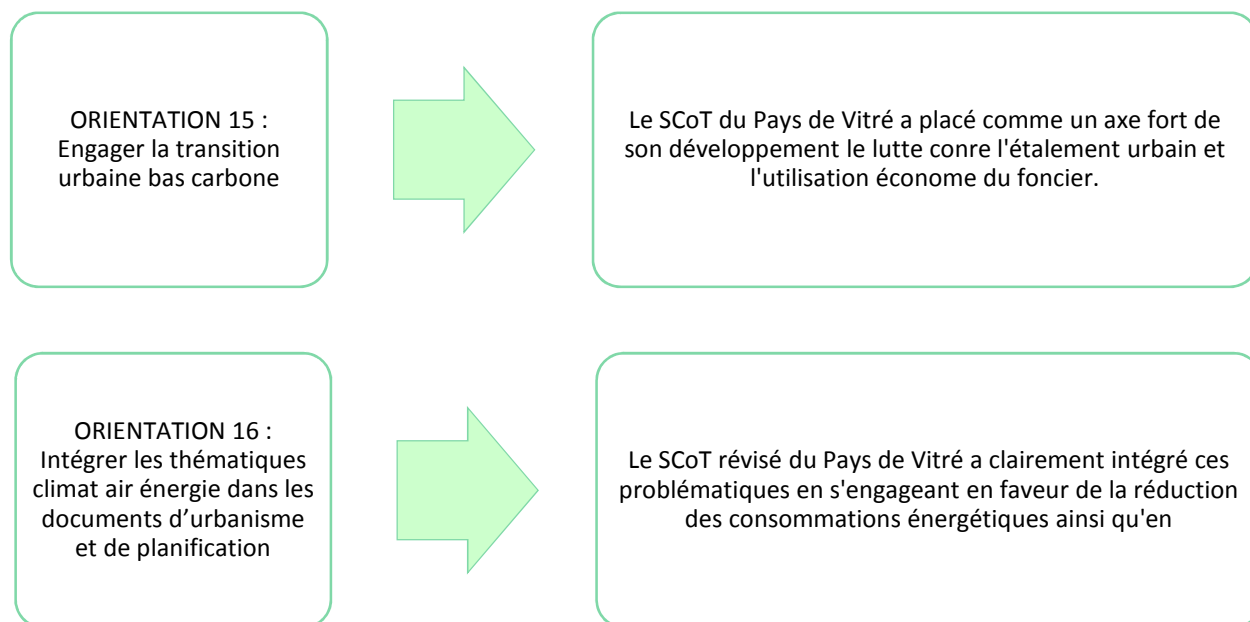 ORIENTATION 15 :
Engager la transition
urbaine bas carbone
Le SCoT du Pays de Vitré a placé comme un axe fort de
son développement le lutte conre l'étalement urbain et
l'utilisation économe du foncier.
ORIENTATION 16 :
Intégrer les thématiques
climat air énergie dans les
documents d’urbanisme
et de planification
Le SCoT révisé du Pays de Vitré a clairement intégré ces
problématiques en s'engageant en faveur de la réduction
des consommations énergétiques ainsi qu'en